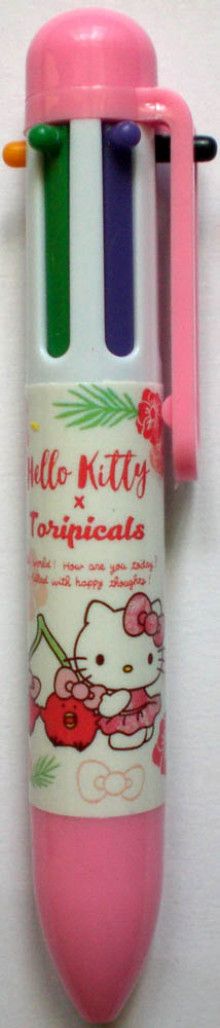 Hello Kitty
x
Toripicals
How are you today!
with happy thoughts!